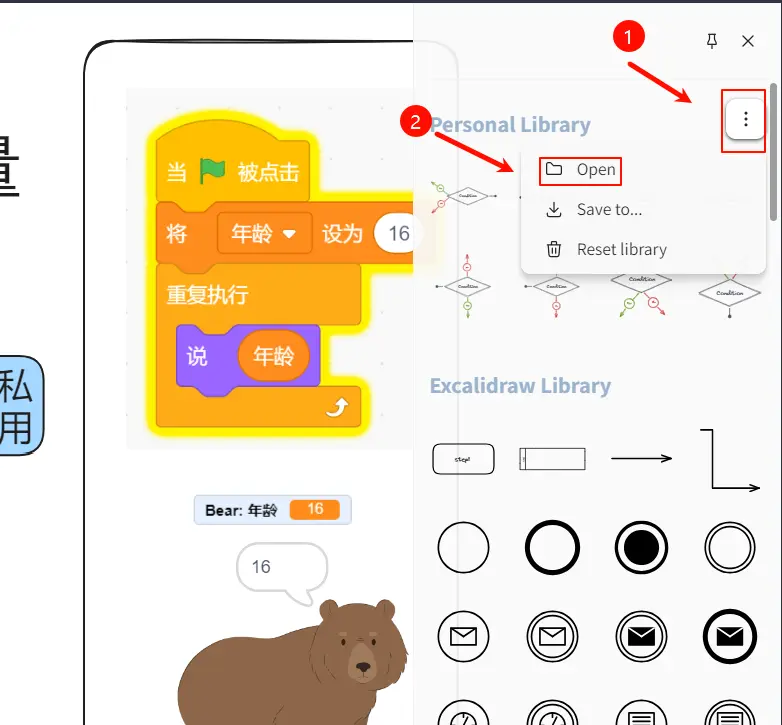 1
2
Personal Library
Open
Save to...
Reset library
Condition
Condition
Condition
Condition
Condition
量
当 被点击
将 年龄 设为 16
重复执行
说 年龄
私
用
Excalidraw Library
step!
Bear: 年龄 16
16